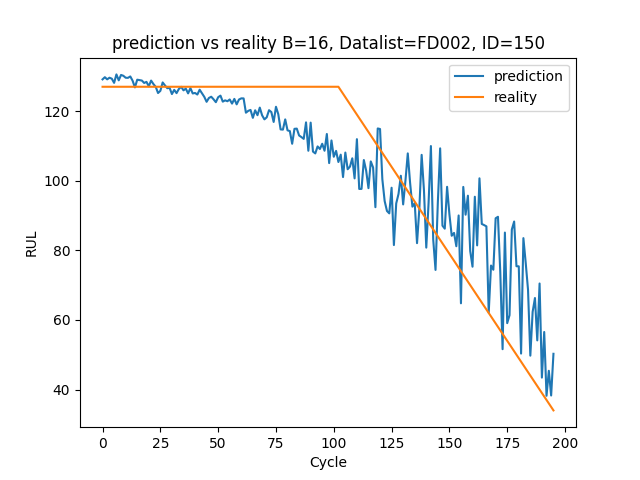 prediction vs reality B=16, Datalist=FD002, ID=150
prediction
reality
RUL
120
100
80
60
40
0 25 50 75 100 125 150 175 200
Cycle